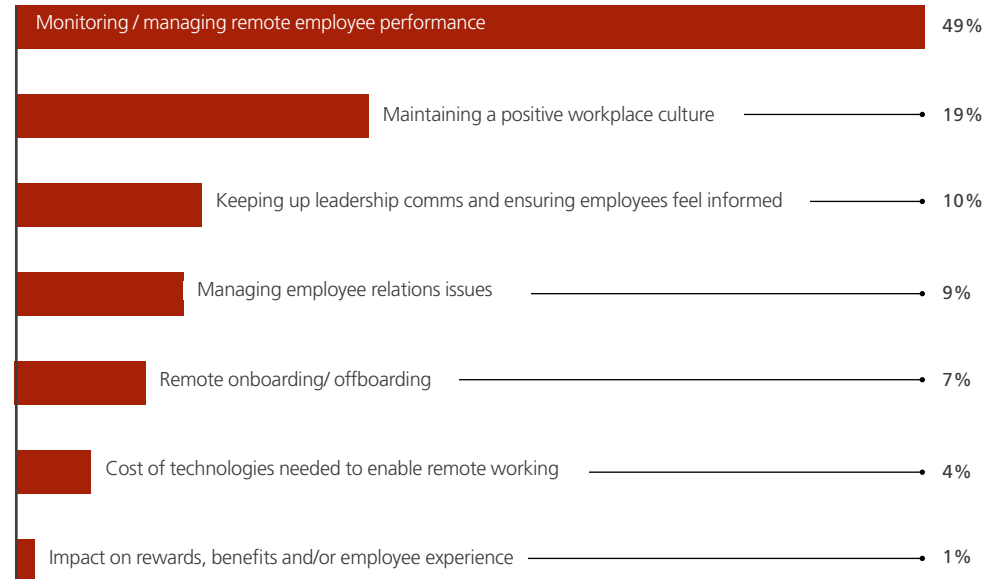 Monitoring / managing remote employee performance 49%
Maintaining a positive workplace culture 19%
Keeping up leadership comms and ensuring employees feel informed 10%
Managing employee relations issues 9%
Remote onboarding/ offboarding 7%
Cost of technologies needed to enable remote working 4%
Impact on rewards, benefits and/or employee experience 1%